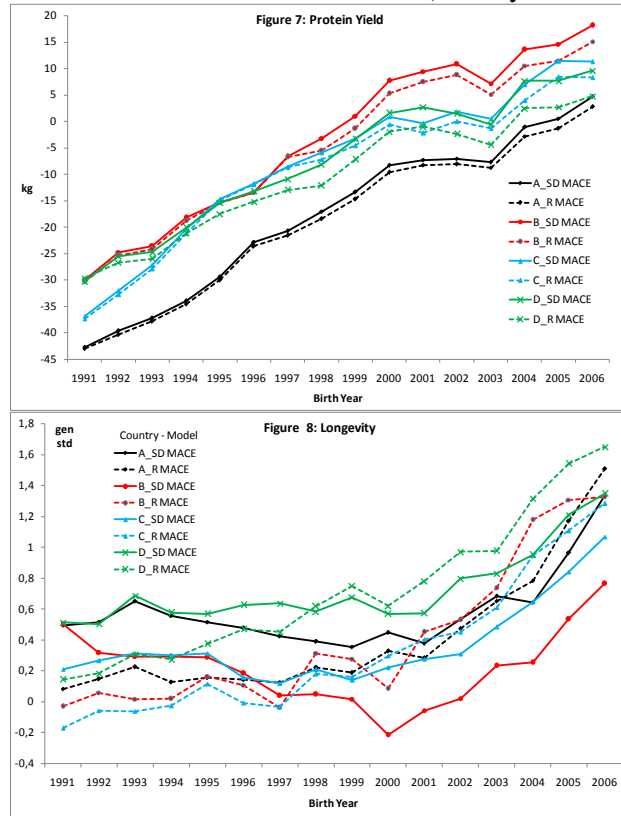 Figure 7: Protein Yield
20
15
10
5
0
-5
-10
kg
-15
-20
-25
-30
-35
-40
-45
A_SD MACE
A_R MACE
B_SD MACE
B_R MACE
C_SD MACE
C_R MACE
D_SD MACE
D_R MACE
1991 1992 1993 1994 1995 1996 1997 1998 1999 2000 2001 2002 2003 2004 2005 2006
Birth Year
Figure 8: Longevity
gen
std
Country - Model
A_SD MACE
A_R MACE
B_SD MACE
B_R MACE
C_SD MACE
C_R MACE
D_SD MACE
D_R MACE
1,8
1,6
1,4
1,2
1
0,8
0,6
0,4
0,2
0
-0,2
-0,4
1991 1992 1993 1994 1995 1996 1997 1998 1999 2000 2001 2002 2003 2004 2005 2006
Birth Year